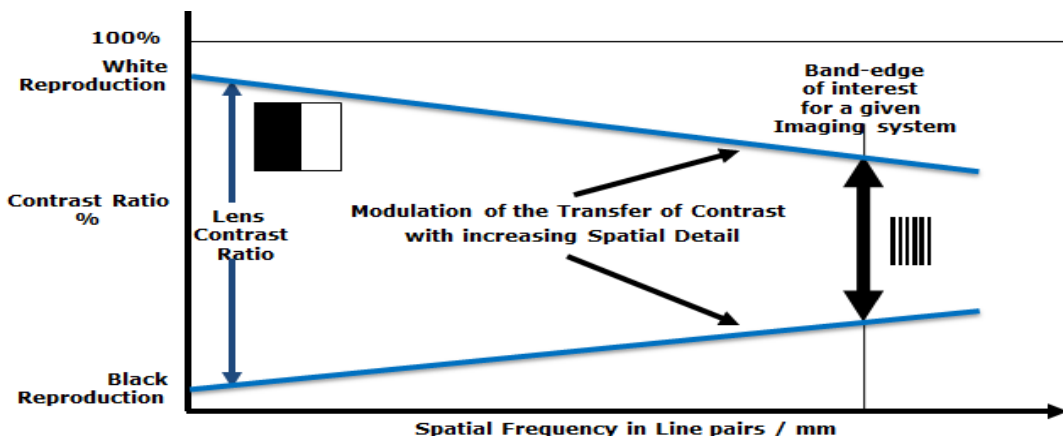 100%
White
Reproduction
Contrast Ratio
%
Black
Reproduction
Lens
Contrast
Ratio
Modulation of the Transfer of Contrast
with increasing Spatial Detail
Band-edge
of interest
for a given
Imaging system
Spatial Frequency in Line pairs / mm